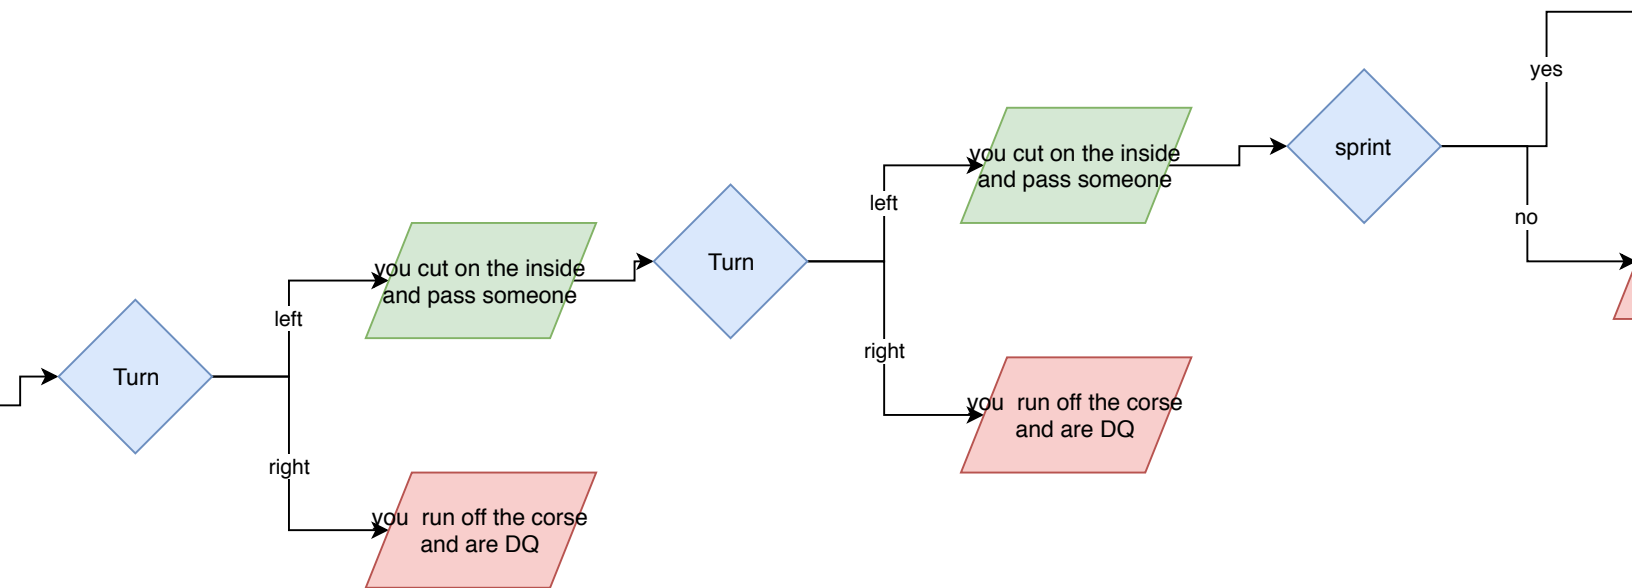 Turn
left
right
you cut on the inside
and pass someone
you  run off the corse
and are DQ
Turn
left
right
you cut on the inside
and pass someone
you  run off the corse
and are DQ
sprint
yes
no